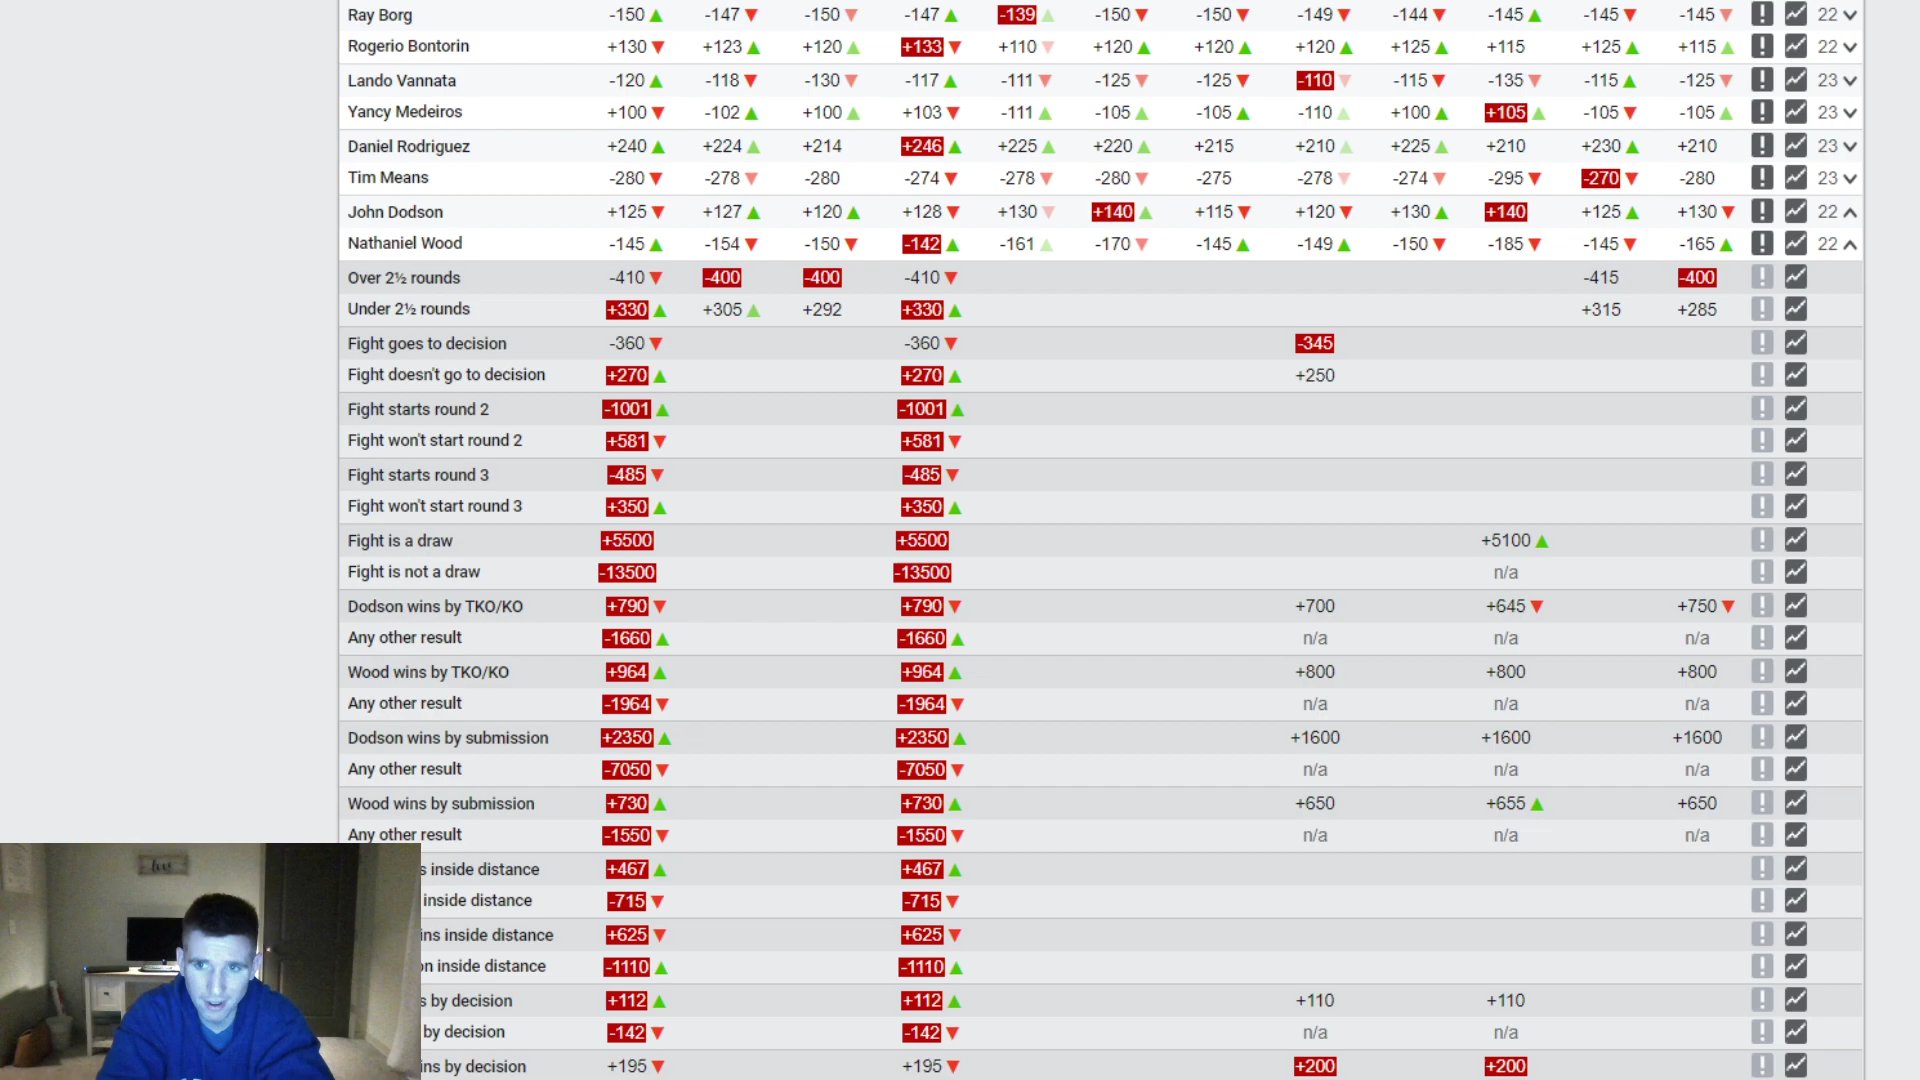 Ray Borg -150 -147 -150 -147 -139 -150 -150 -149 -144 -145 -145 -145 22
Rogerio Bontorin +130 +123 +120 +133 +110 +120 +120 +120 +125 +115 +125 +115 22
Lando Vannata -120 -118 -130 -117 -111 -125 -125 -110 -115 -135 -115 -125 23
Yancy Medeiros +100 -102 +100 +103 -111 -105 -105 -110 +100 +105 -105 -105 23
Daniel Rodriguez +240 +224 +214 +246 +225 +220 +215 +210 +225 +210 +230 +210 23
Tim Means -280 -278 -280 -274 -278 -280 -275 -278 -274 -295 -270 -280 23
John Dodson +125 +127 +120 +128 +130 +140 +115 +120 +130 +140 +125 +130 22
Nathaniel Wood -145 -154 -150 -142 -161 -170 -145 -149 -150 -185 -145 -165 22
Over 2½ rounds -410 -400 -400 -410 -415 -400
Under 2½ rounds +330 +305 +292 +330 +315 +285
Fight goes to decision -360 -360 -345
Fight doesn't go to decision +270 +270 +250
Fight starts round 2 -1001 -1001
Fight won't start round 2 +581 +581
Fight starts round 3 -485 -485
Fight won't start round 3 +350 +350
Fight is a draw +5500 +5500 +5100
Fight is not a draw -13500 -13500 n/a
Dodson wins by TKO/KO +790 +790 +700 +645 +750
Any other result -1660 -1660 n/a n/a n/a
Wood wins by TKO/KO +964 +964 +800 +800 +800
Any other result -1964 -1964 n/a n/a n/a
Dodson wins by submission +2350 +2350 +1600 +1600 +1600
Any other result -7050 -7050 n/a n/a n/a
Wood wins by submission +730 +730 +650 +655 +650
Any other result -1550 -1550 n/a n/a n/a
s inside distance +467 +467
inside distance -715 -715
ins inside distance +625 +625
on inside distance -1110 -1110
s by decision +112 +112 +110 +110
by decision -142 -142 n/a n/a
ins by decision +195 +195 +200 +200